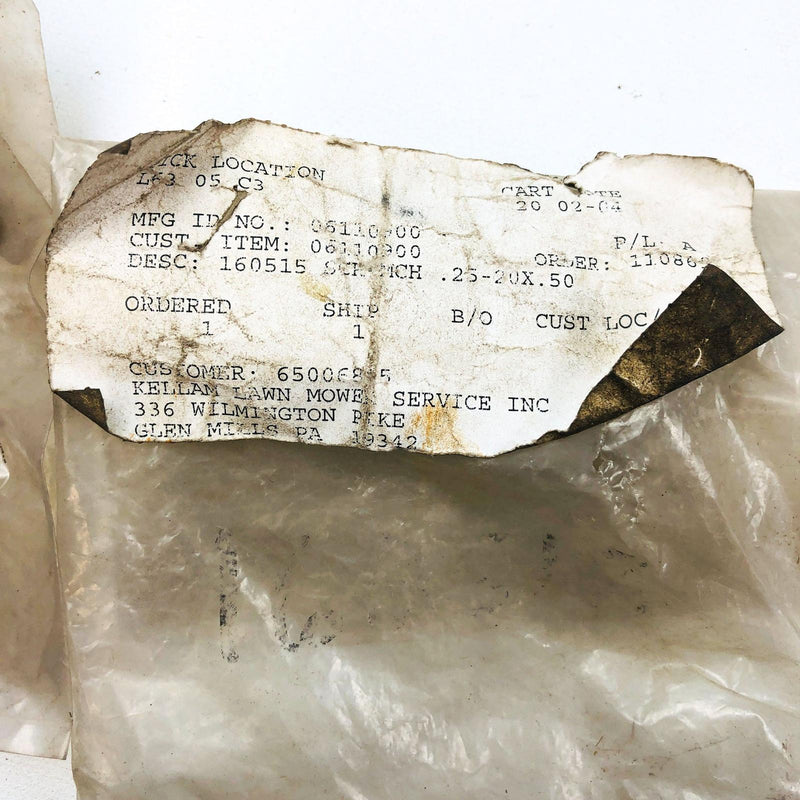 LOCATION
L63 05 C3
CART
20 02-04
MFG ID NO.:
P/L: A
CUST. ITEM:
ORDER:
DESC: 160515 .25-20X.50
ORDERED SHIP B/O CUST LOC/
1 1
CUSTOMER:
KELLAM LAWN MOWER SERVICE INC
336 WILMINGTON PIKE
GLEN MILLS PA 19342